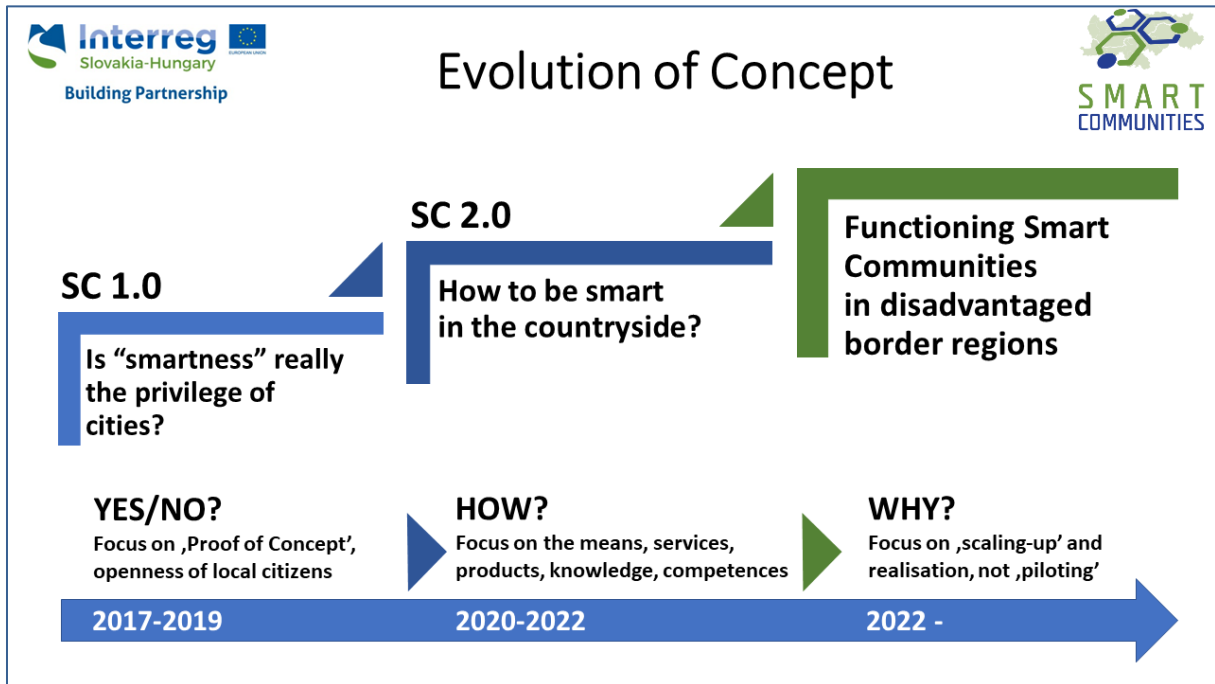 Interreg
EUROPEAN UNION
Slovakia-Hungary
Building Partnership
Evolution of Concept
SMART
COMMUNITIES
SC 1.0
Is “smartness” really
the privilege of
cities?
SC 2.0
How to be smart
in the countryside?
Functioning Smart
Communities
in disadvantaged
border regions
YES/NO?
Focus on ‚Proof of Concept’,
openness of local citizens
HOW?
Focus on the means, services,
products, knowledge, competences
WHY?
Focus on ‚scaling-up’ and
realisation, not ‚piloting’
2017-2019
2020-2022
2022 -